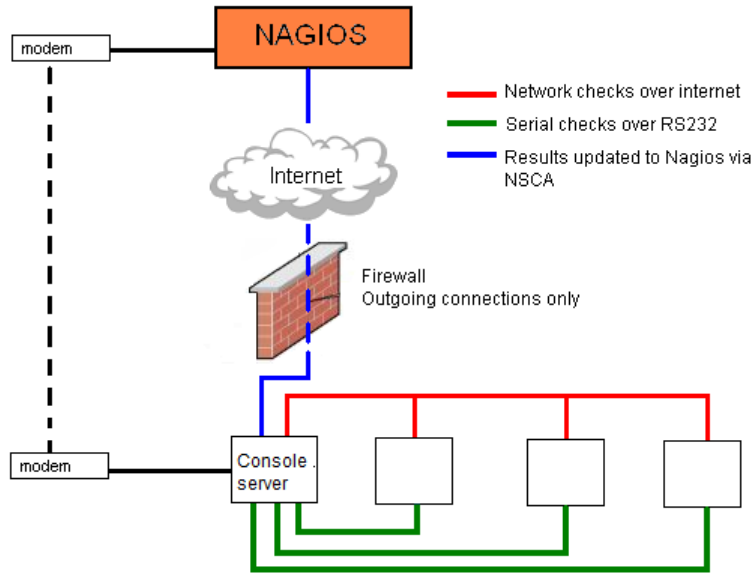 NAGIOS
modem
Network checks over internet
Serial checks over RS232
Results updated to Nagios via
NSCA
Internet
Firewall
Outgoing connections only
modem
Console .
server